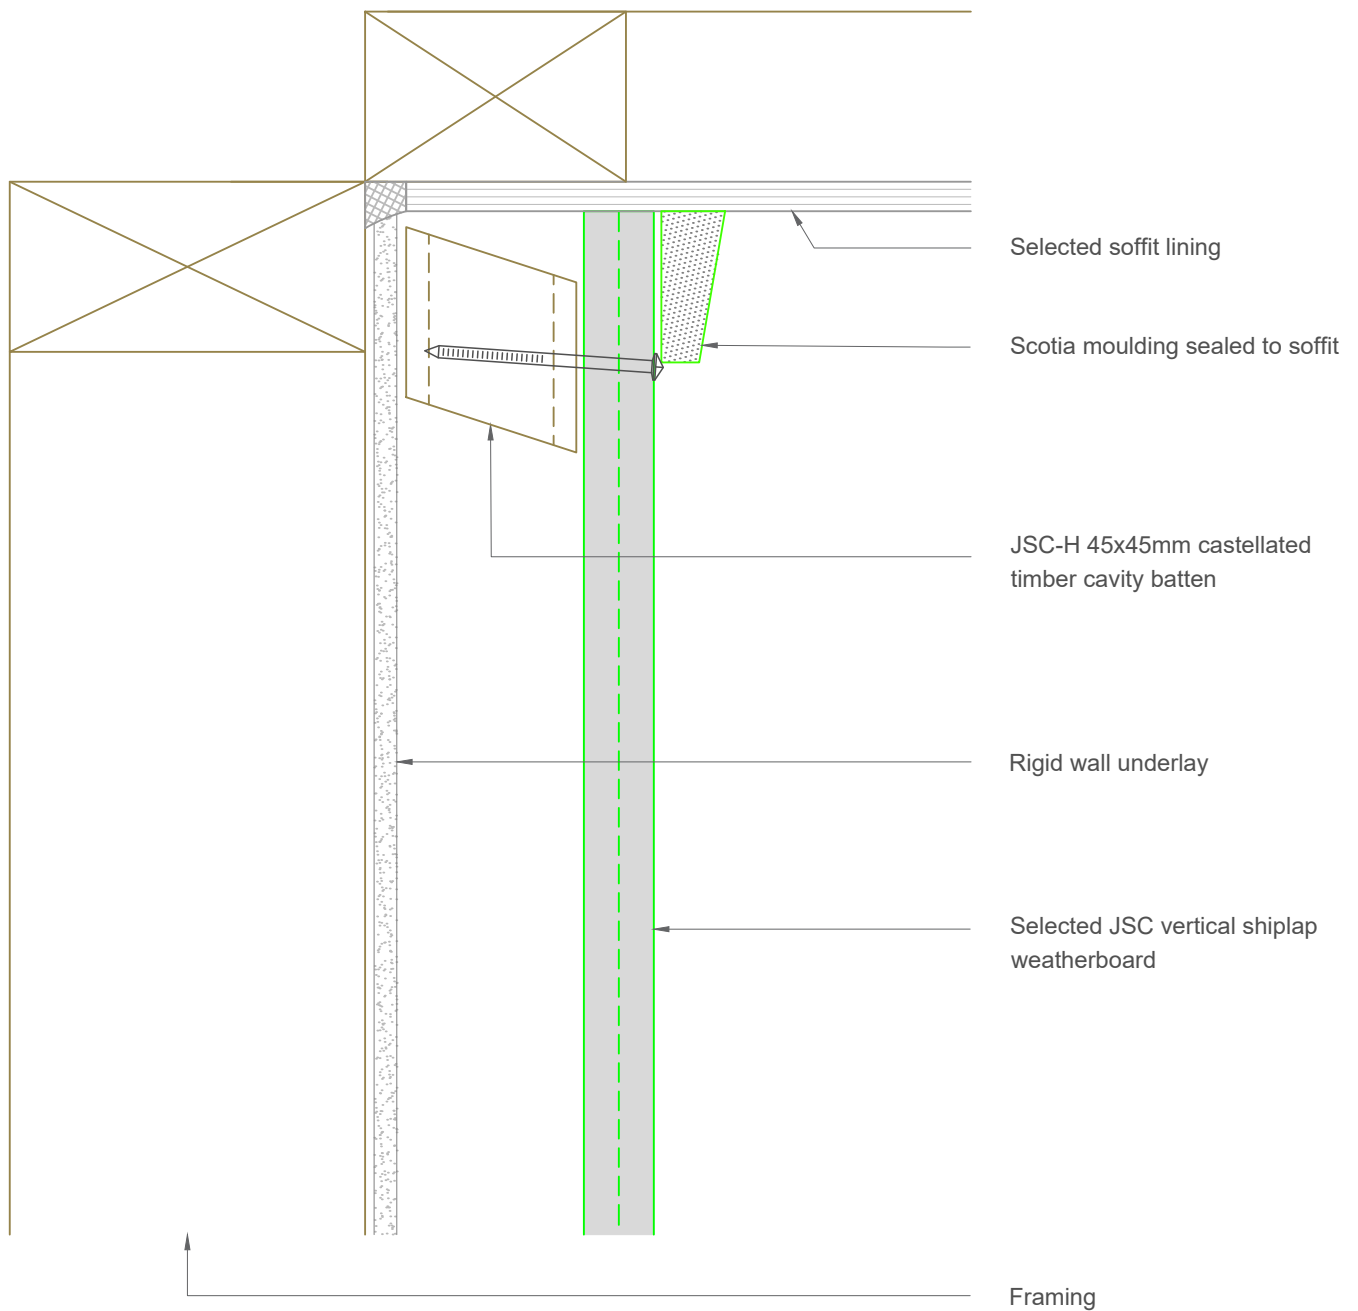 Selected soffit lining
Scotia moulding sealed to soffit
JSC-H 45x45mm castellated
timber cavity batten
Rigid wall underlay
Selected JSC vertical shiplap
weatherboard
Framing